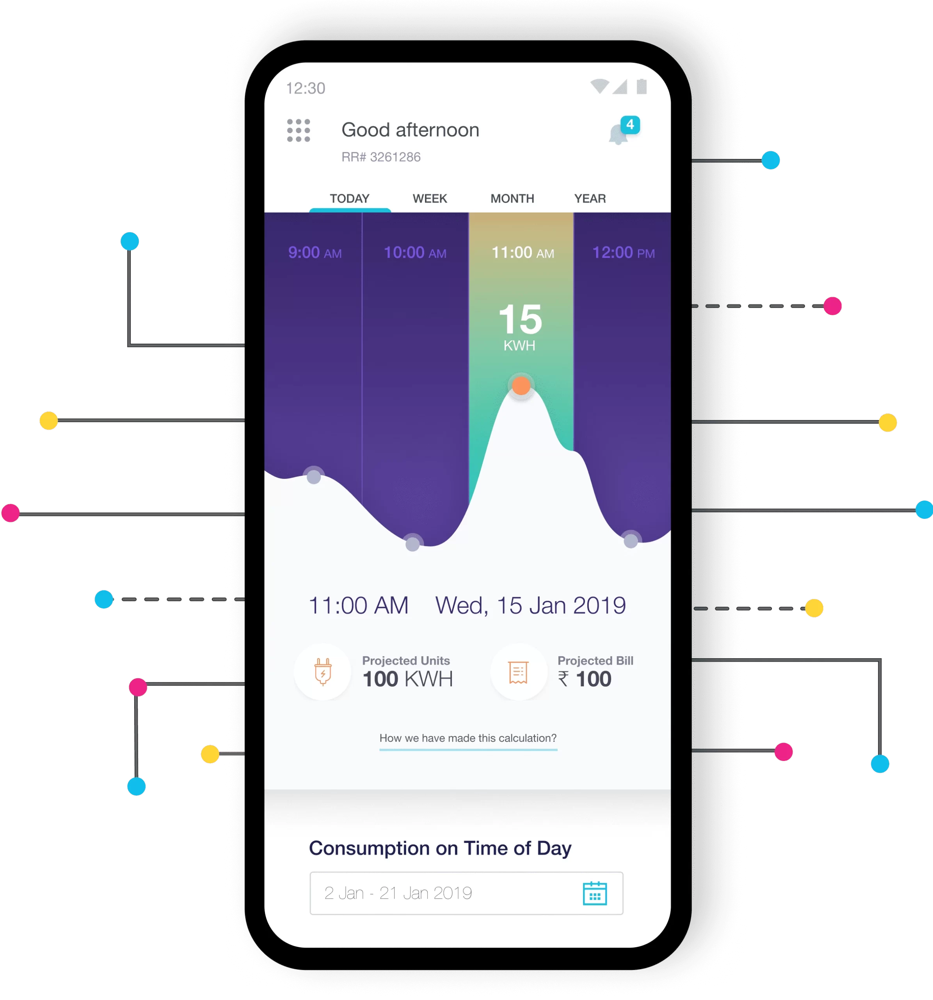 12:30
Good afternoon
4
RR# 3261286
TODAY WEEK MONTH YEAR
9:00 AM 10:00 AM 11:00 AM 12:00 PM
15
KWH
11:00 AM Wed, 15 Jan 2019
Projected Units Projected Bill
100 KWH ₹ 100
How we have made this calculation?
Consumption on Time of Day
2 Jan - 21 Jan 2019